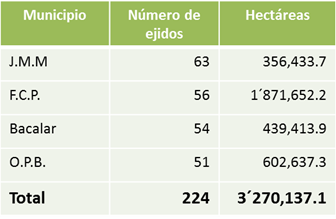 Municipio Número de ejidos Hectáreas
J.M.M 63 356,433.7
F.C.P. 56 1´871,652.2
Bacalar 54 439,413.9
O.P.B. 51 602,637.3
Total 224 3´270,137.1